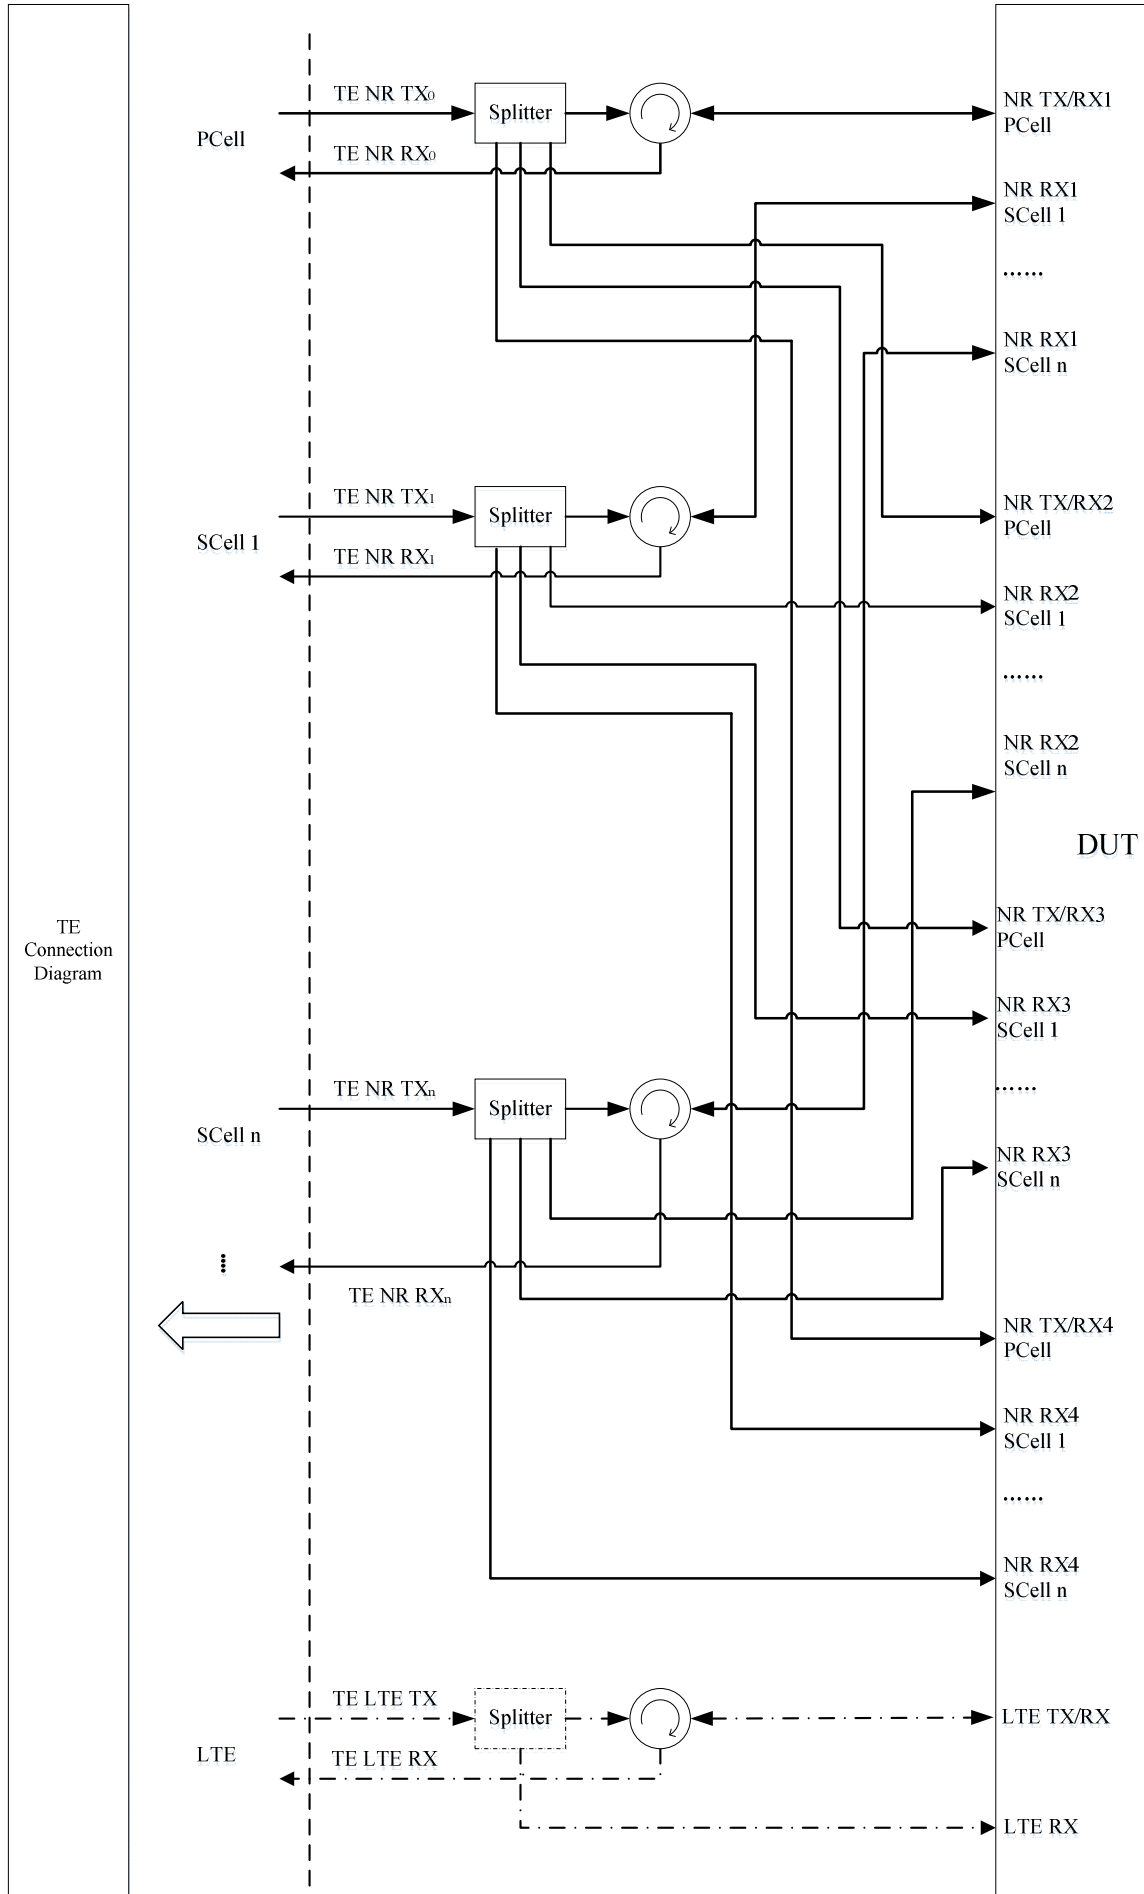 TE
Connection
Diagram
PCell
TE NR TX0
TE NR RX0
Splitter
NR TX/RX1
PCell
NR RX1
SCell 1
......
NR RX1
SCell n
SCell 1
TE NR TX1
TE NR RX1
Splitter
NR TX/RX2
PCell
NR RX2
SCell 1
......
NR RX2
SCell n
DUT
NR TX/RX3
PCell
NR RX3
SCell 1
......
SCell n
TE NR TXn
Splitter
NR RX3
SCell n
TE NR RXn
NR TX/RX4
PCell
NR RX4
SCell 1
......
NR RX4
SCell n
LTE
TE LTE TX
TE LTE RX
Splitter
LTE TX/RX
LTE RX